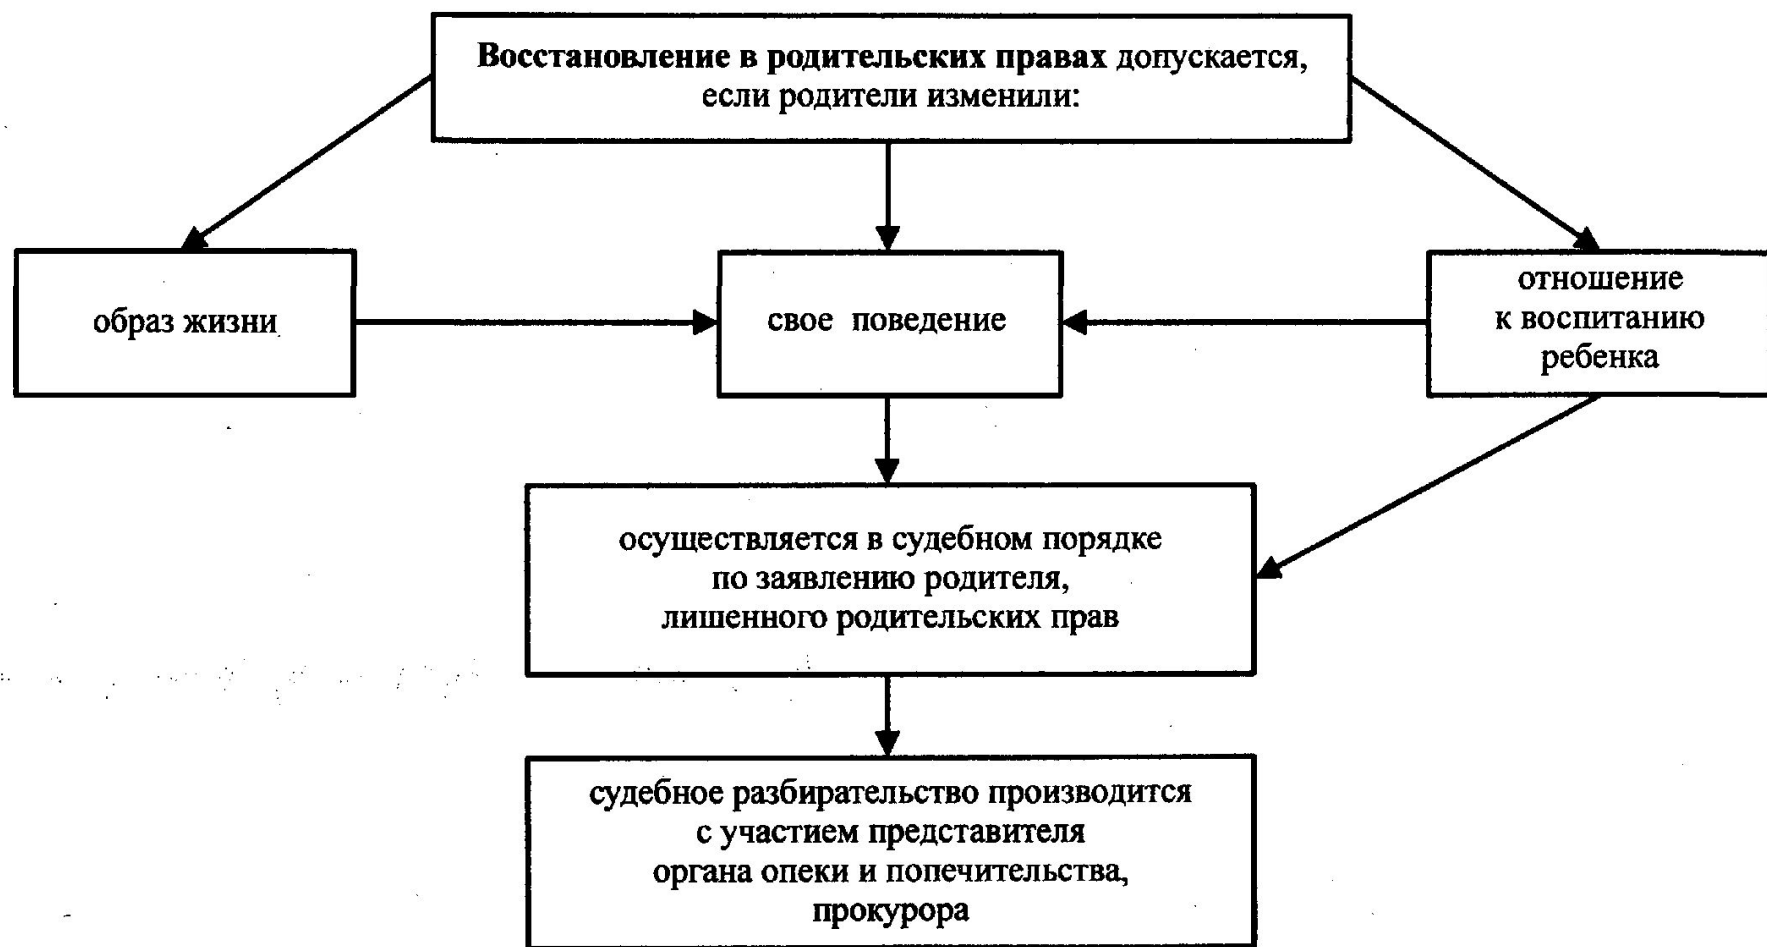 Восстановление в родительских правах допускается,
если родители изменили:
образ жизни
свое поведение
отношение
к воспитанию
ребенка
осуществляется в судебном порядке
по заявлению родителя,
лишенного родительских прав
судебное разбирательство производится
с участием представителя
органа опеки и попечительства,
прокурора